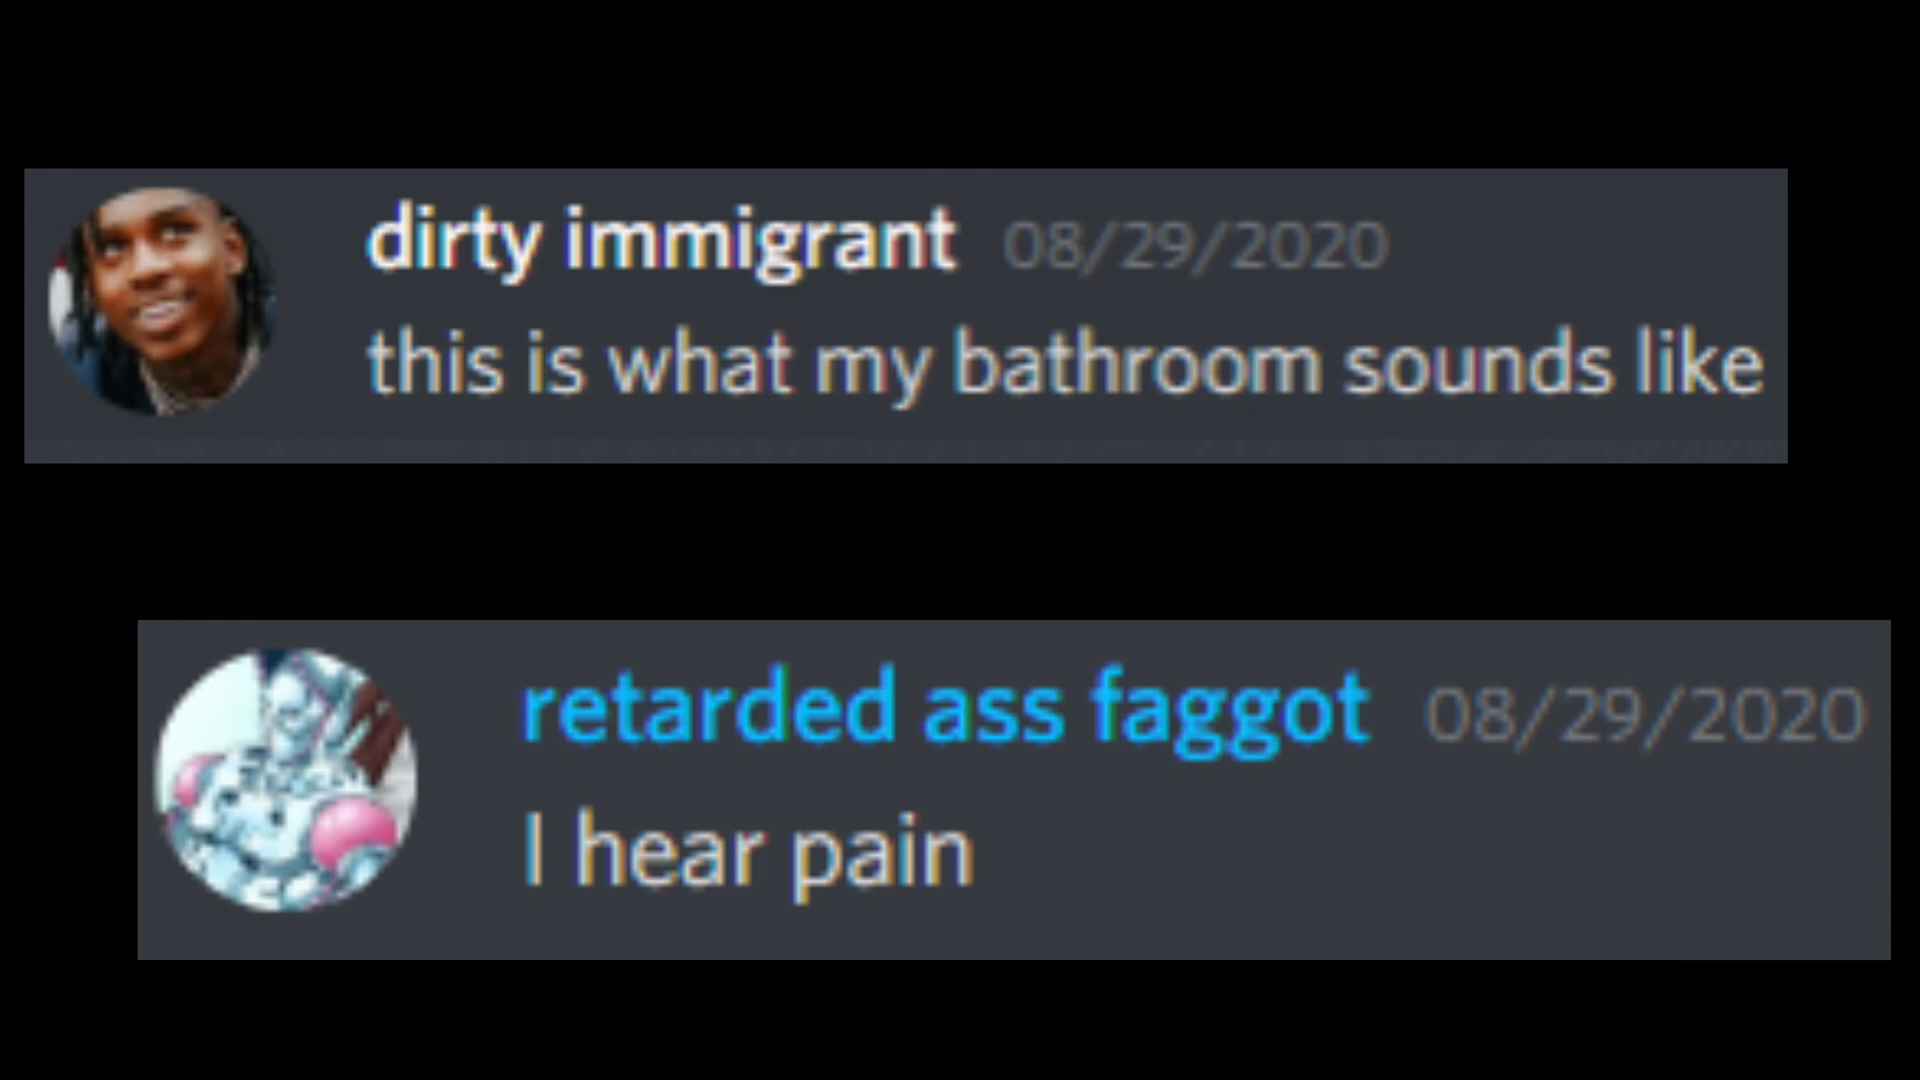 dirty immigrant 08/29/2020
this is what my bathroom sounds like
retarded ass faggot 08/29/2020
I hear pain